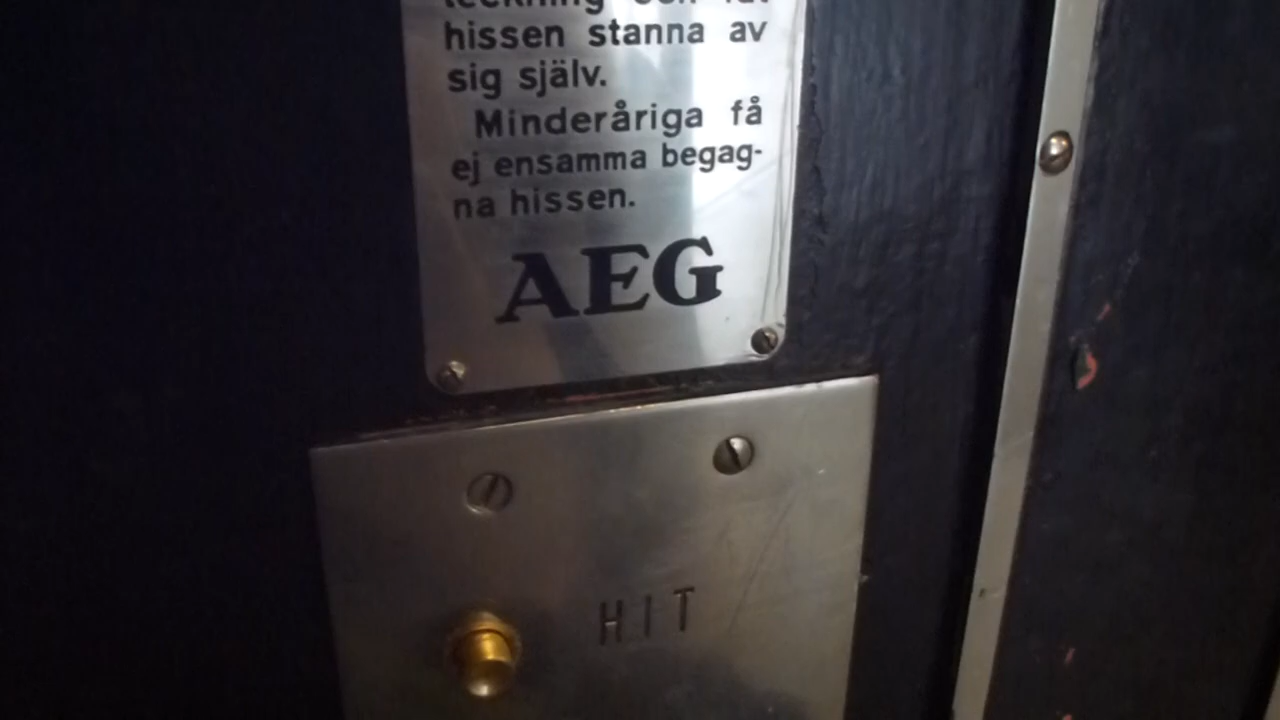 hissen stanna av
sig själv.
Minderåriga få
ej ensamma begag-
na hissen.
AEG
HIT